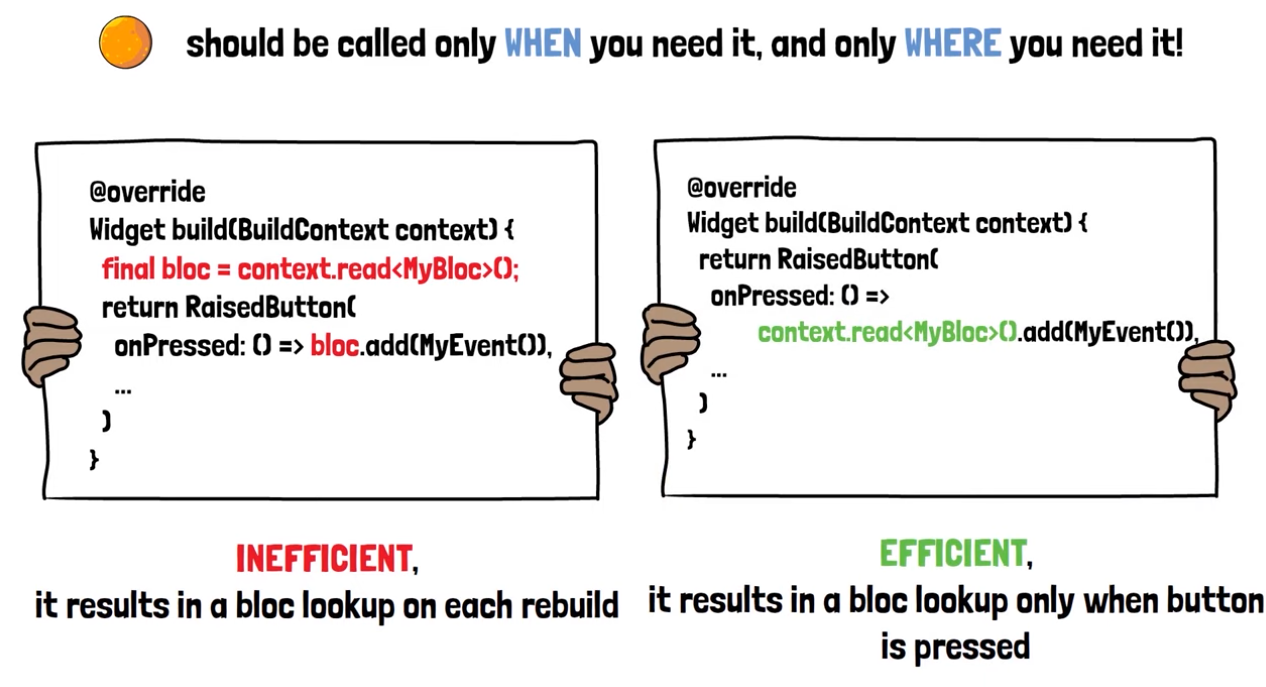 should be called only WHEN you need it, and only WHERE you need it!
@override
Widget build(BuildContext context) {
final bloc = context.read<MyBloc>();
return RaisedButton(
onPressed: () => bloc.add(MyEvent()),
...
)
}
INEFFICIENT,
it results in a bloc lookup on each rebuild
@override
Widget build(BuildContext context) {
return RaisedButton(
onPressed: () =>
context.read<MyBloc>().add(MyEvent()),
...
)
}
EFFICIENT,
it results in a bloc lookup only when button
is pressed